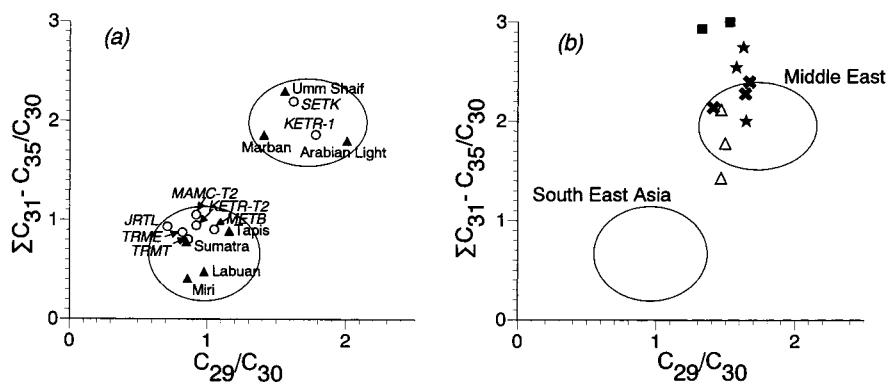 (a)
3
2
1
0
ΣC31- C35/C30
Umm Shaif
SETK
KETR-1
Marban
Arabian Light
MAMC-T2
KETR-T2
JRTL
METB
TRME
Tapis
TRMT
Sumatra
Labuan
Miri
0 1 2
C29/C30
(b)
3
2
1
0
ΣC31- C35/C30
Middle East
South East Asia
0 1 2
C29/C30